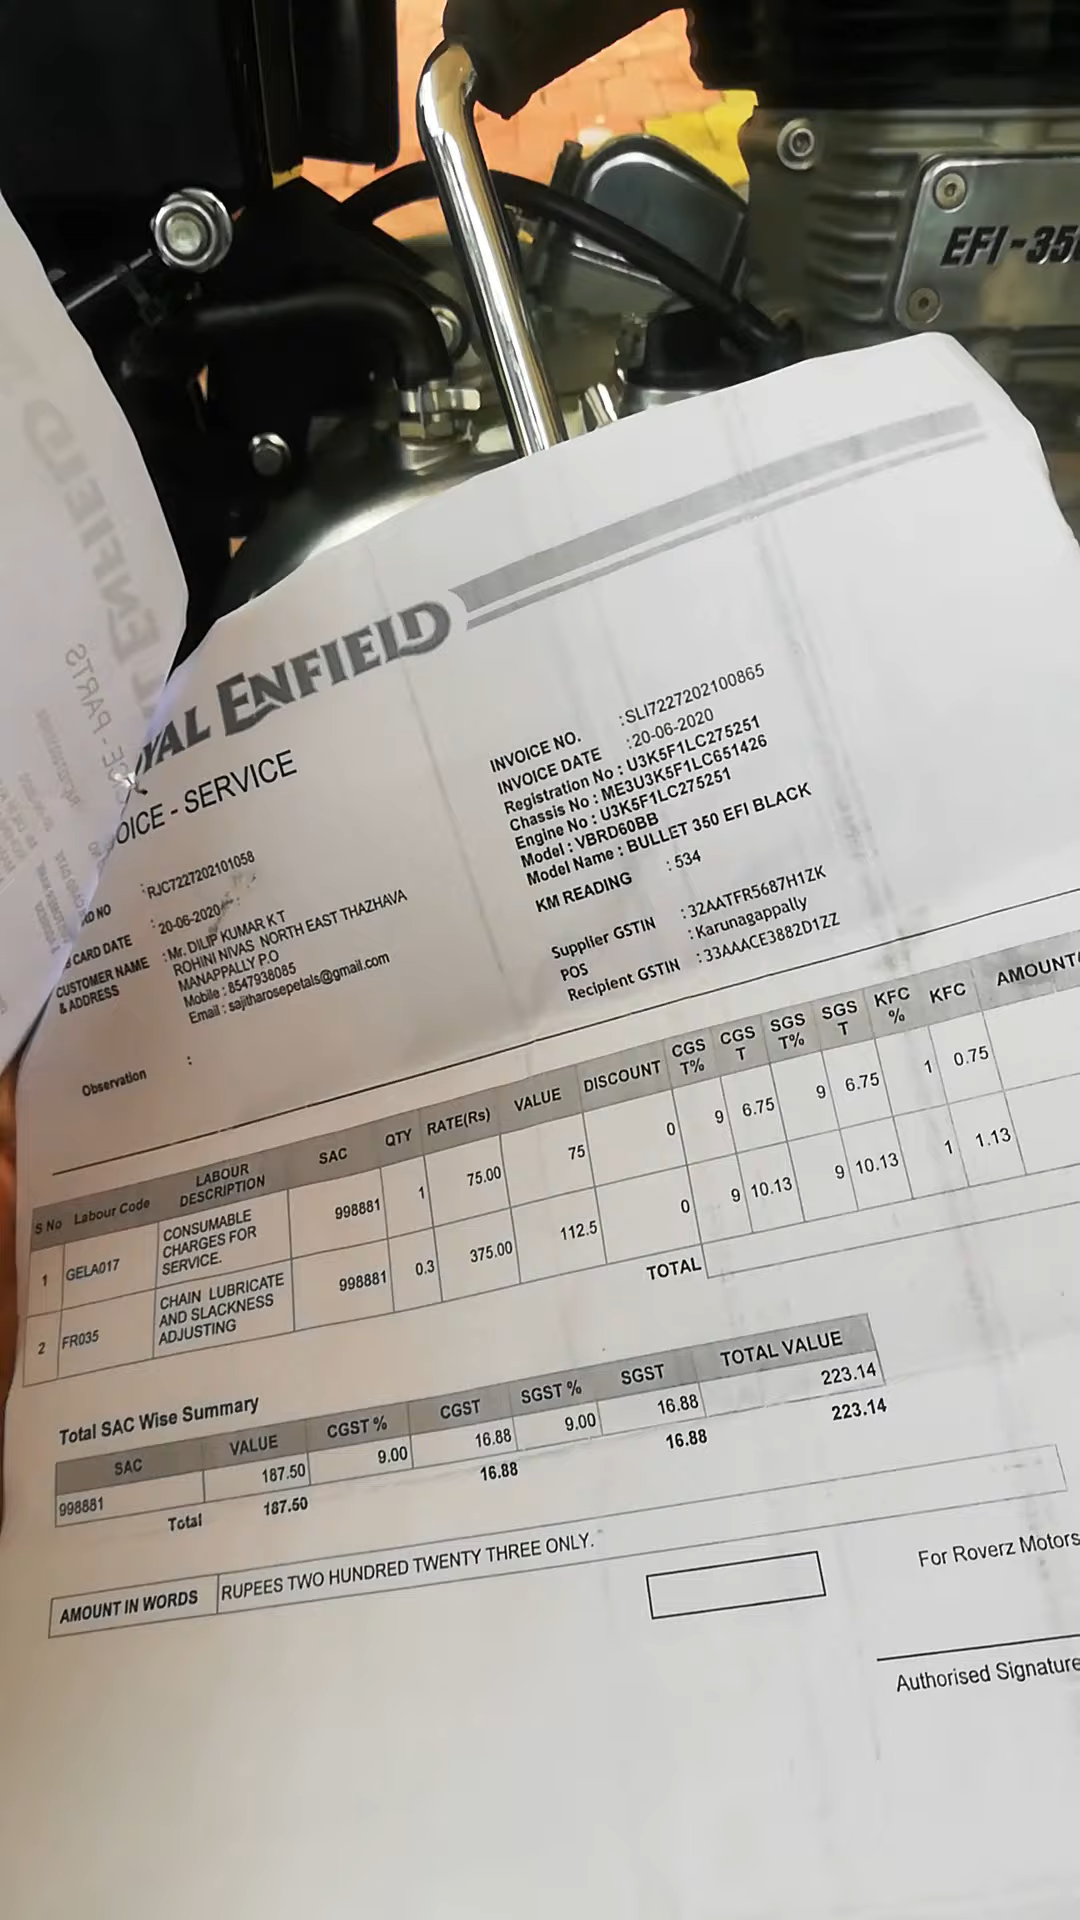 EFI-350
ROYAL ENFIELD
INVOICE - SERVICE
RD NO : RJC7227202101058
CARD DATE : 20-06-2020
CUSTOMER NAME & ADDRESS : Mr. DILIP KUMAR K T
ROHINI NIVAS NORTH EAST THAZHAVA
MANAPPALLY P.O
Mobile : 8547938085
Email : sajitharosepetals@gmail.com
Observation :
INVOICE NO. :SLI7227202100865
INVOICE DATE :20-06-2020
Registration No : U3K5F1LC275251
Chassis No : ME3U3K5F1LC651426
Engine No : U3K5F1LC275251
Model : VBRD60BB
Model Name : BULLET 350 EFI BLACK
KM READING : 534
Supplier GSTIN : 32AATFR5687H1ZK
POS : Karunagappally
Recipient GSTIN : 33AAACE3882D1ZZ
S No Labour Code LABOUR DESCRIPTION SAC QTY RATE(Rs) VALUE DISCOUNT CGST% CGST SGST% SGST KFC % KFC AMOUNT
1 GELA017 CONSUMABLE CHARGES FOR SERVICE. 998881 1 75.00 75 0 9 6.75 9 6.75 1 0.75
2 FR035 CHAIN LUBRICATE AND SLACKNESS ADJUSTING 998881 0.3 375.00 112.5 0 9 10.13 9 10.13 1 1.13
TOTAL
Total SAC Wise Summary
SAC VALUE CGST % CGST SGST % SGST TOTAL VALUE
998881 187.50 9.00 16.88 9.00 16.88 223.14
Total 187.50 16.88 16.88 223.14
AMOUNT IN WORDS RUPEES TWO HUNDRED TWENTY THREE ONLY.
For Roverz Motors
Authorised Signature
ENFIELD
- PARTS